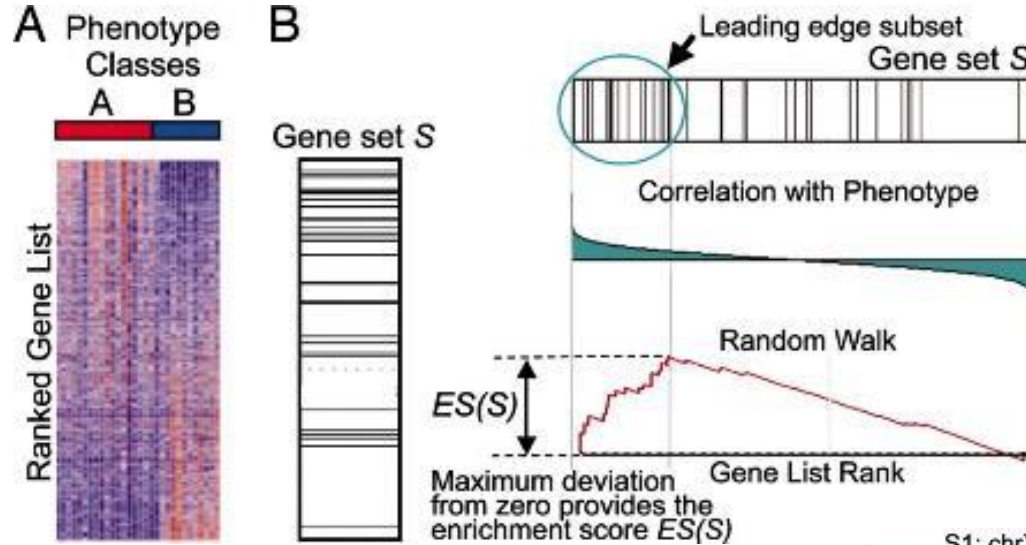 A
Phenotype
Classes
A B
Ranked Gene List
B
Gene set S
Leading edge subset
Gene set S
Correlation with Phenotype
Random Walk
ES(S)
Gene List Rank
Maximum deviation
from zero provides the
enrichment score ES(S)